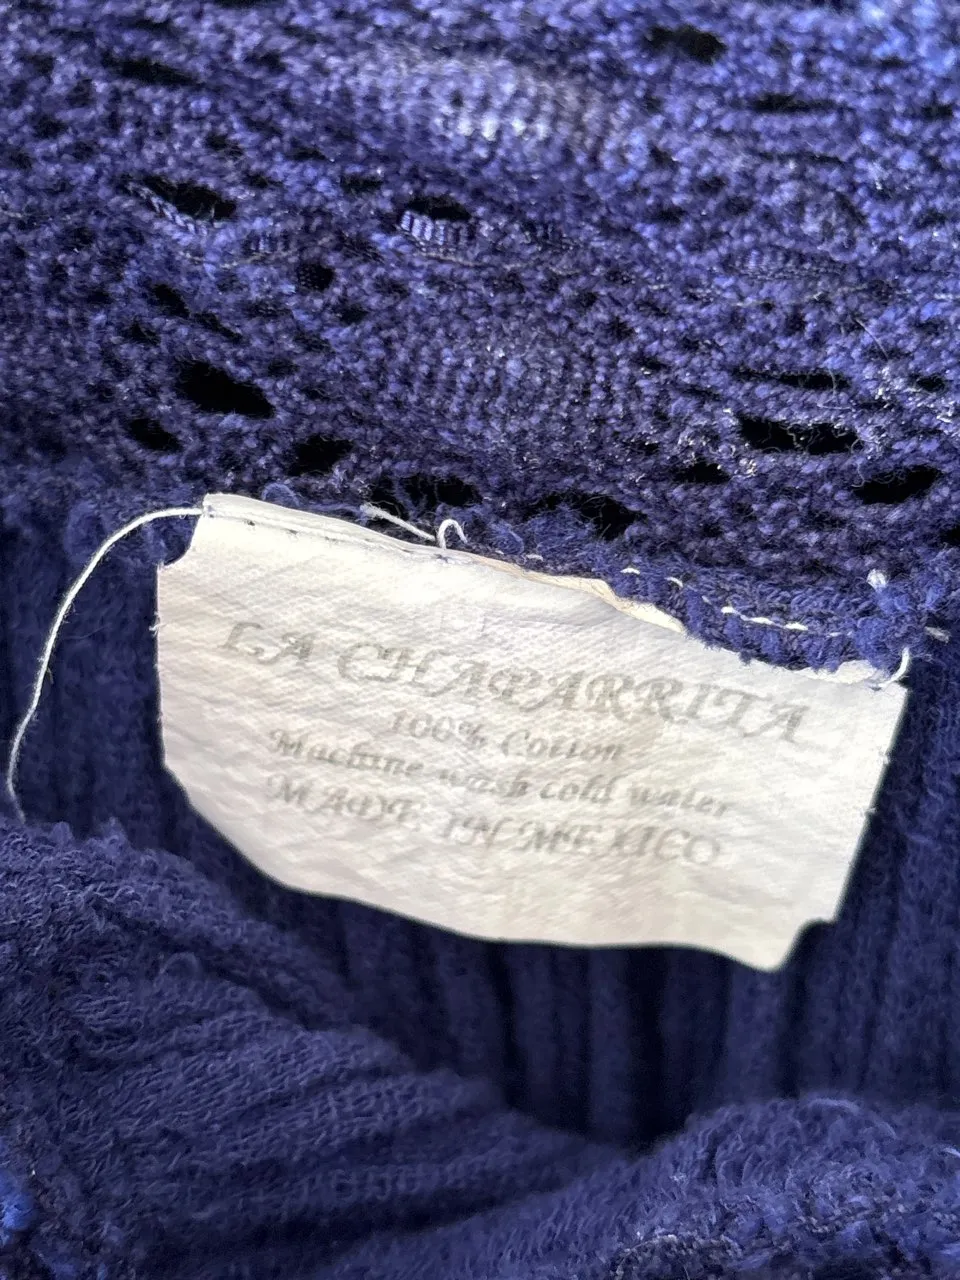 LA CHAPARRITA
100% Cotton
Machine wash cold water
MADE IN MEXICO